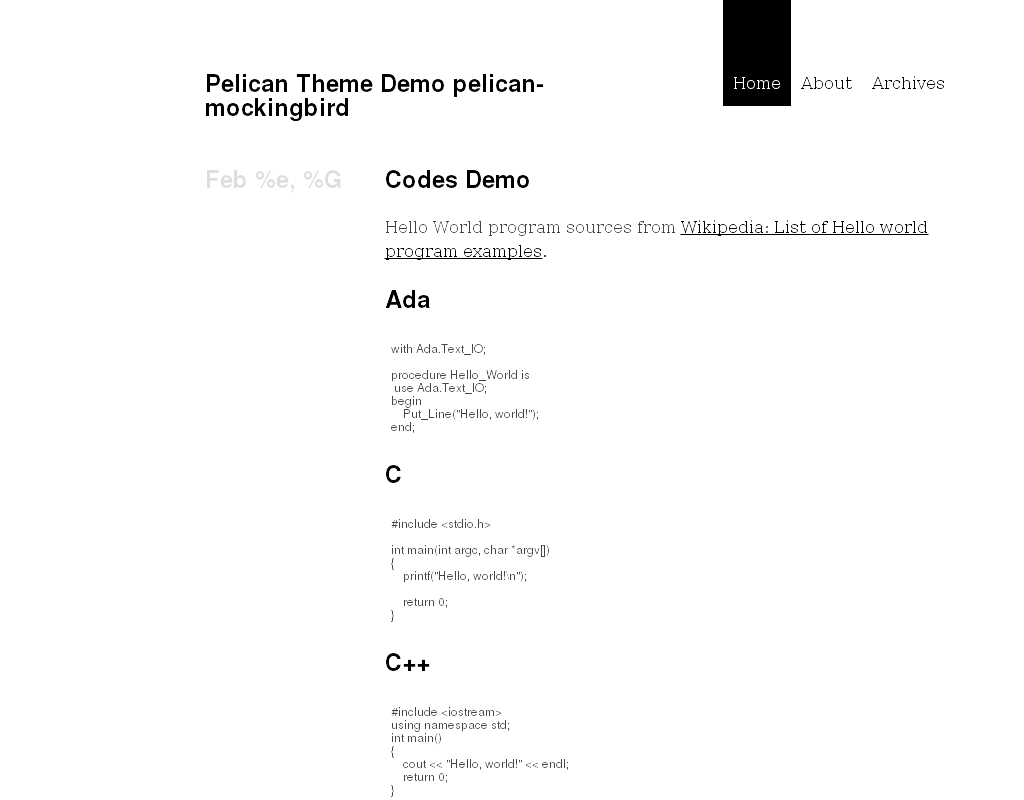 Pelican Theme Demo pelican-
mockingbird
Home About Archives
Feb %e, %G
Codes Demo
Hello World program sources from Wikipedia: List of Hello world
program examples.
Ada
with Ada.Text_IO;
procedure Hello_World is
 use Ada.Text_IO;
begin
    Put_Line("Hello, world!");
end;
C
#include <stdio.h>
int main(int argc, char *argv[])
{
    printf("Hello, world!\n");
    return 0;
}
C++
#include <iostream>
using namespace std;
int main()
{
    cout << "Hello, world!" << endl;
    return 0;
}